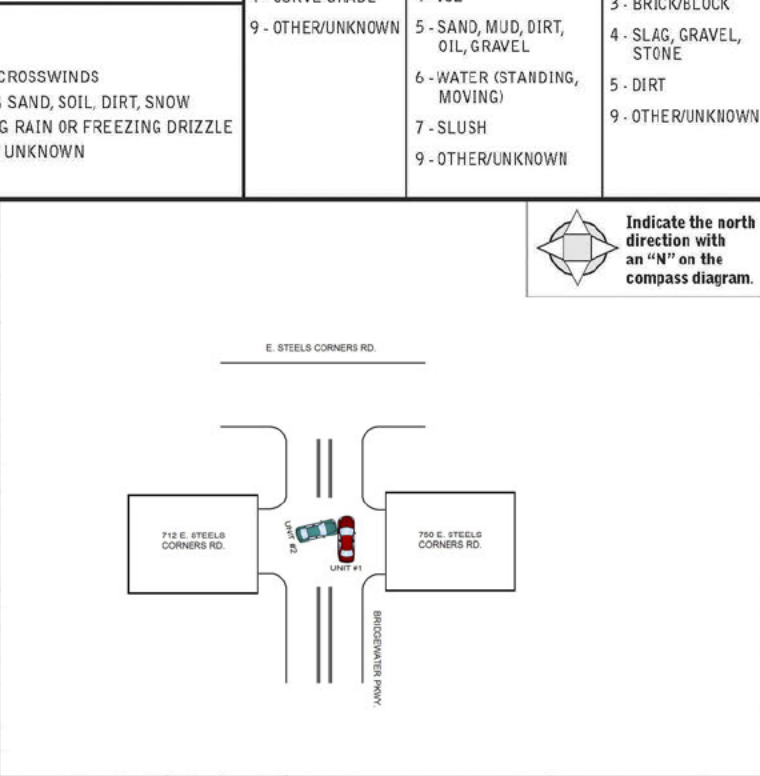 CROSSWINDS
SAND, SOIL, DIRT, SNOW
RAIN OR FREEZING DRIZZLE
UNKNOWN
9 - OTHER/UNKNOWN
5 - SAND, MUD, DIRT,
OIL, GRAVEL
6 - WATER (STANDING,
MOVING)
7 - SLUSH
9 - OTHER/UNKNOWN
3 - BRICK/BLOCK
4 - SLAG, GRAVEL,
STONE
5 - DIRT
9 - OTHER/UNKNOWN
Indicate the north
direction with
an “N” on the
compass diagram.
E. STEELS CORNERS RD.
712 E. STEELS
CORNERS RD.
UNIT #2
UNIT #1
750 E. STEELS
CORNERS RD.
BRIDGEWATER PKWY.